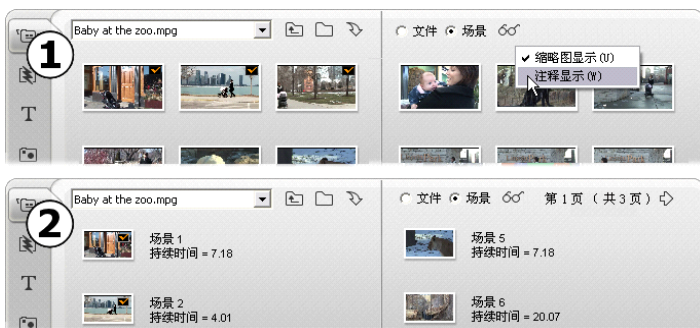 1
Baby at the zoo.mpg
文件 场景
缩略图显示(U)
注释显示(W)
T
2
Baby at the zoo.mpg
文件 场景 第1页 (共3页)
场景 1
持续时间 = 7.18
场景 5
持续时间 = 7.18
T
场景 2
持续时间 = 4.01
场景 6
持续时间 = 20.07